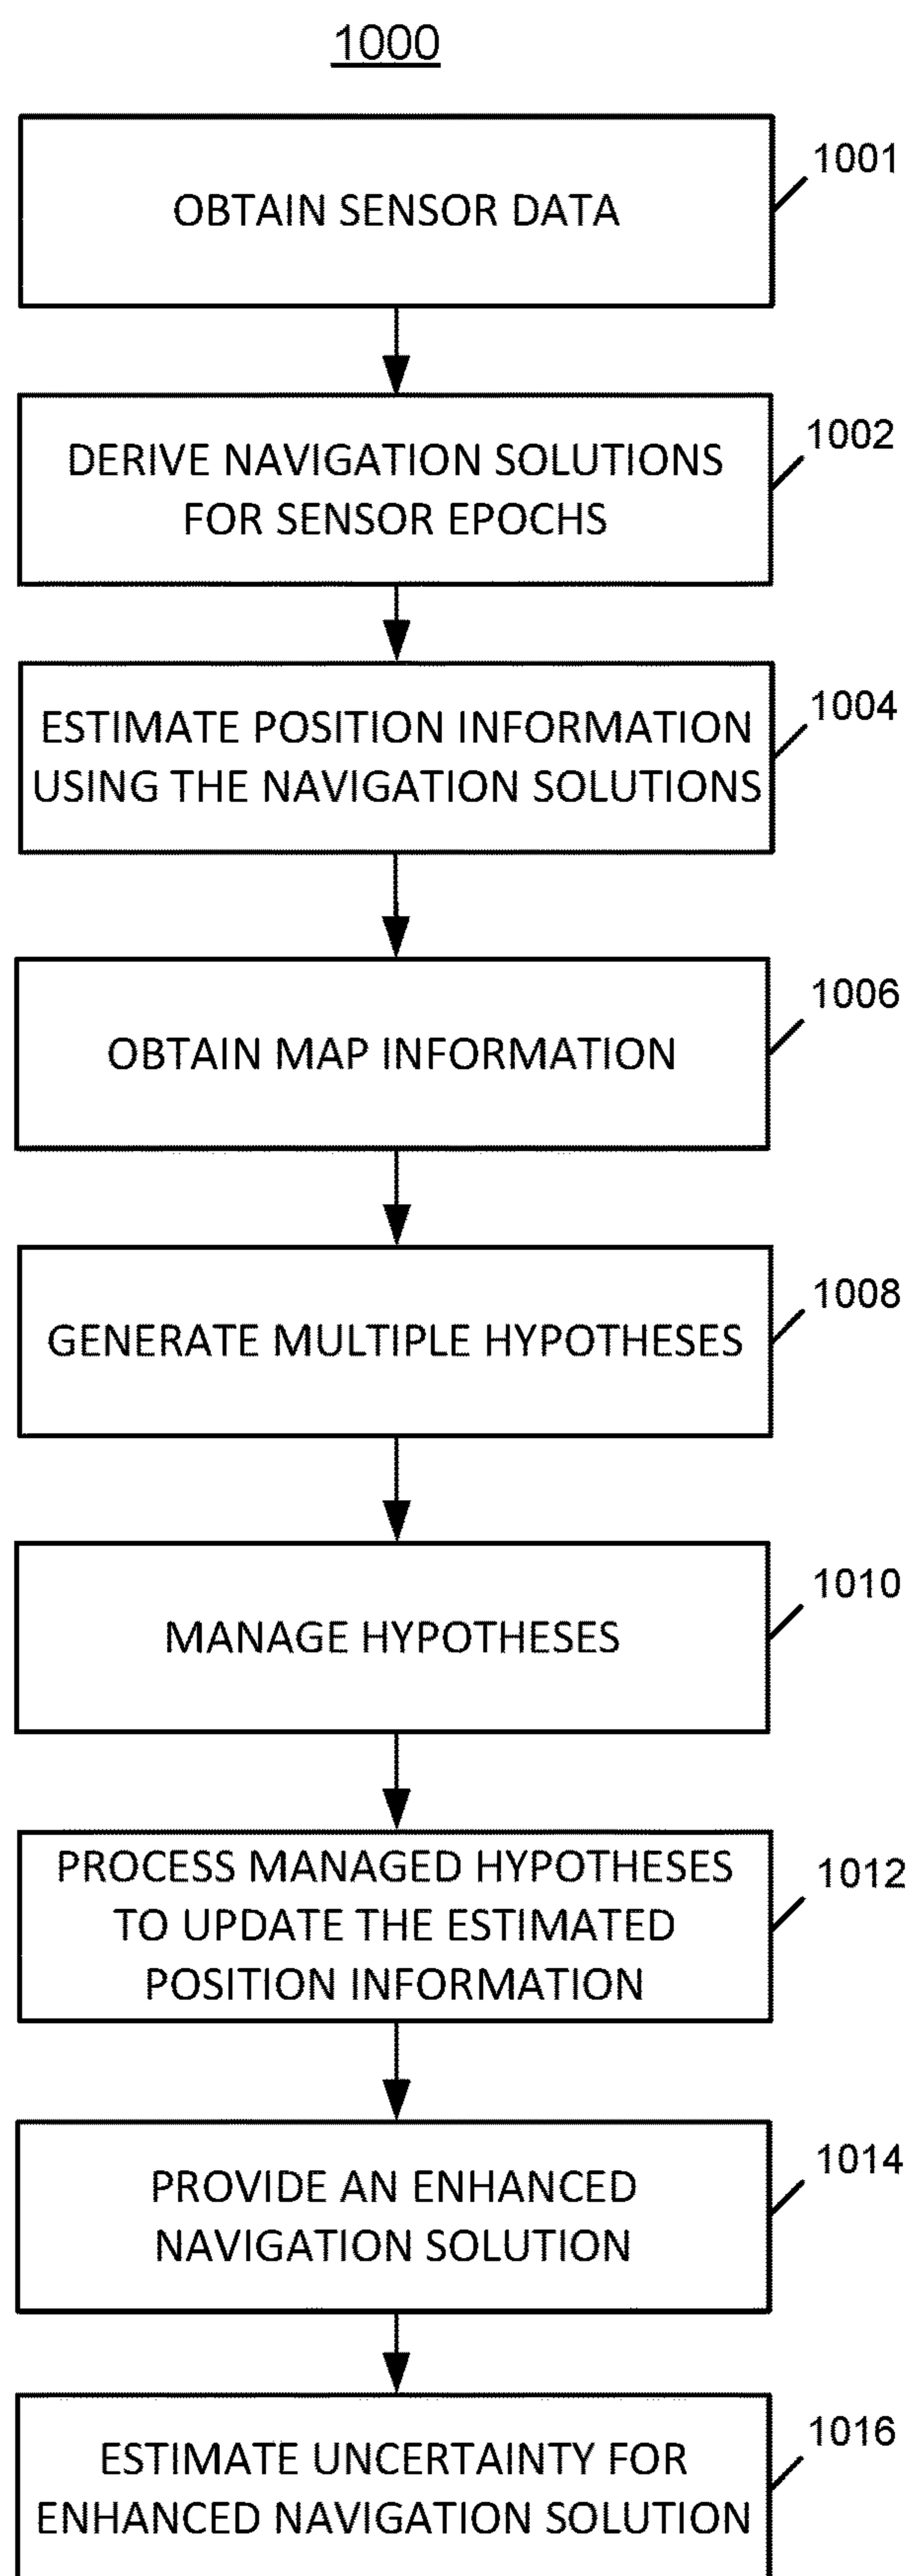 1000
OBTAIN SENSOR DATA
1001
DERIVE NAVIGATION SOLUTIONS
FOR SENSOR EPOCHS
1002
ESTIMATE POSITION INFORMATION
USING THE NAVIGATION SOLUTIONS
1004
OBTAIN MAP INFORMATION
1006
GENERATE MULTIPLE HYPOTHESES
1008
MANAGE HYPOTHESES
1010
PROCESS MANAGED HYPOTHESES
TO UPDATE THE ESTIMATED
POSITION INFORMATION
1012
PROVIDE AN ENHANCED
NAVIGATION SOLUTION
1014
ESTIMATE UNCERTAINTY FOR
ENHANCED NAVIGATION SOLUTION
1016